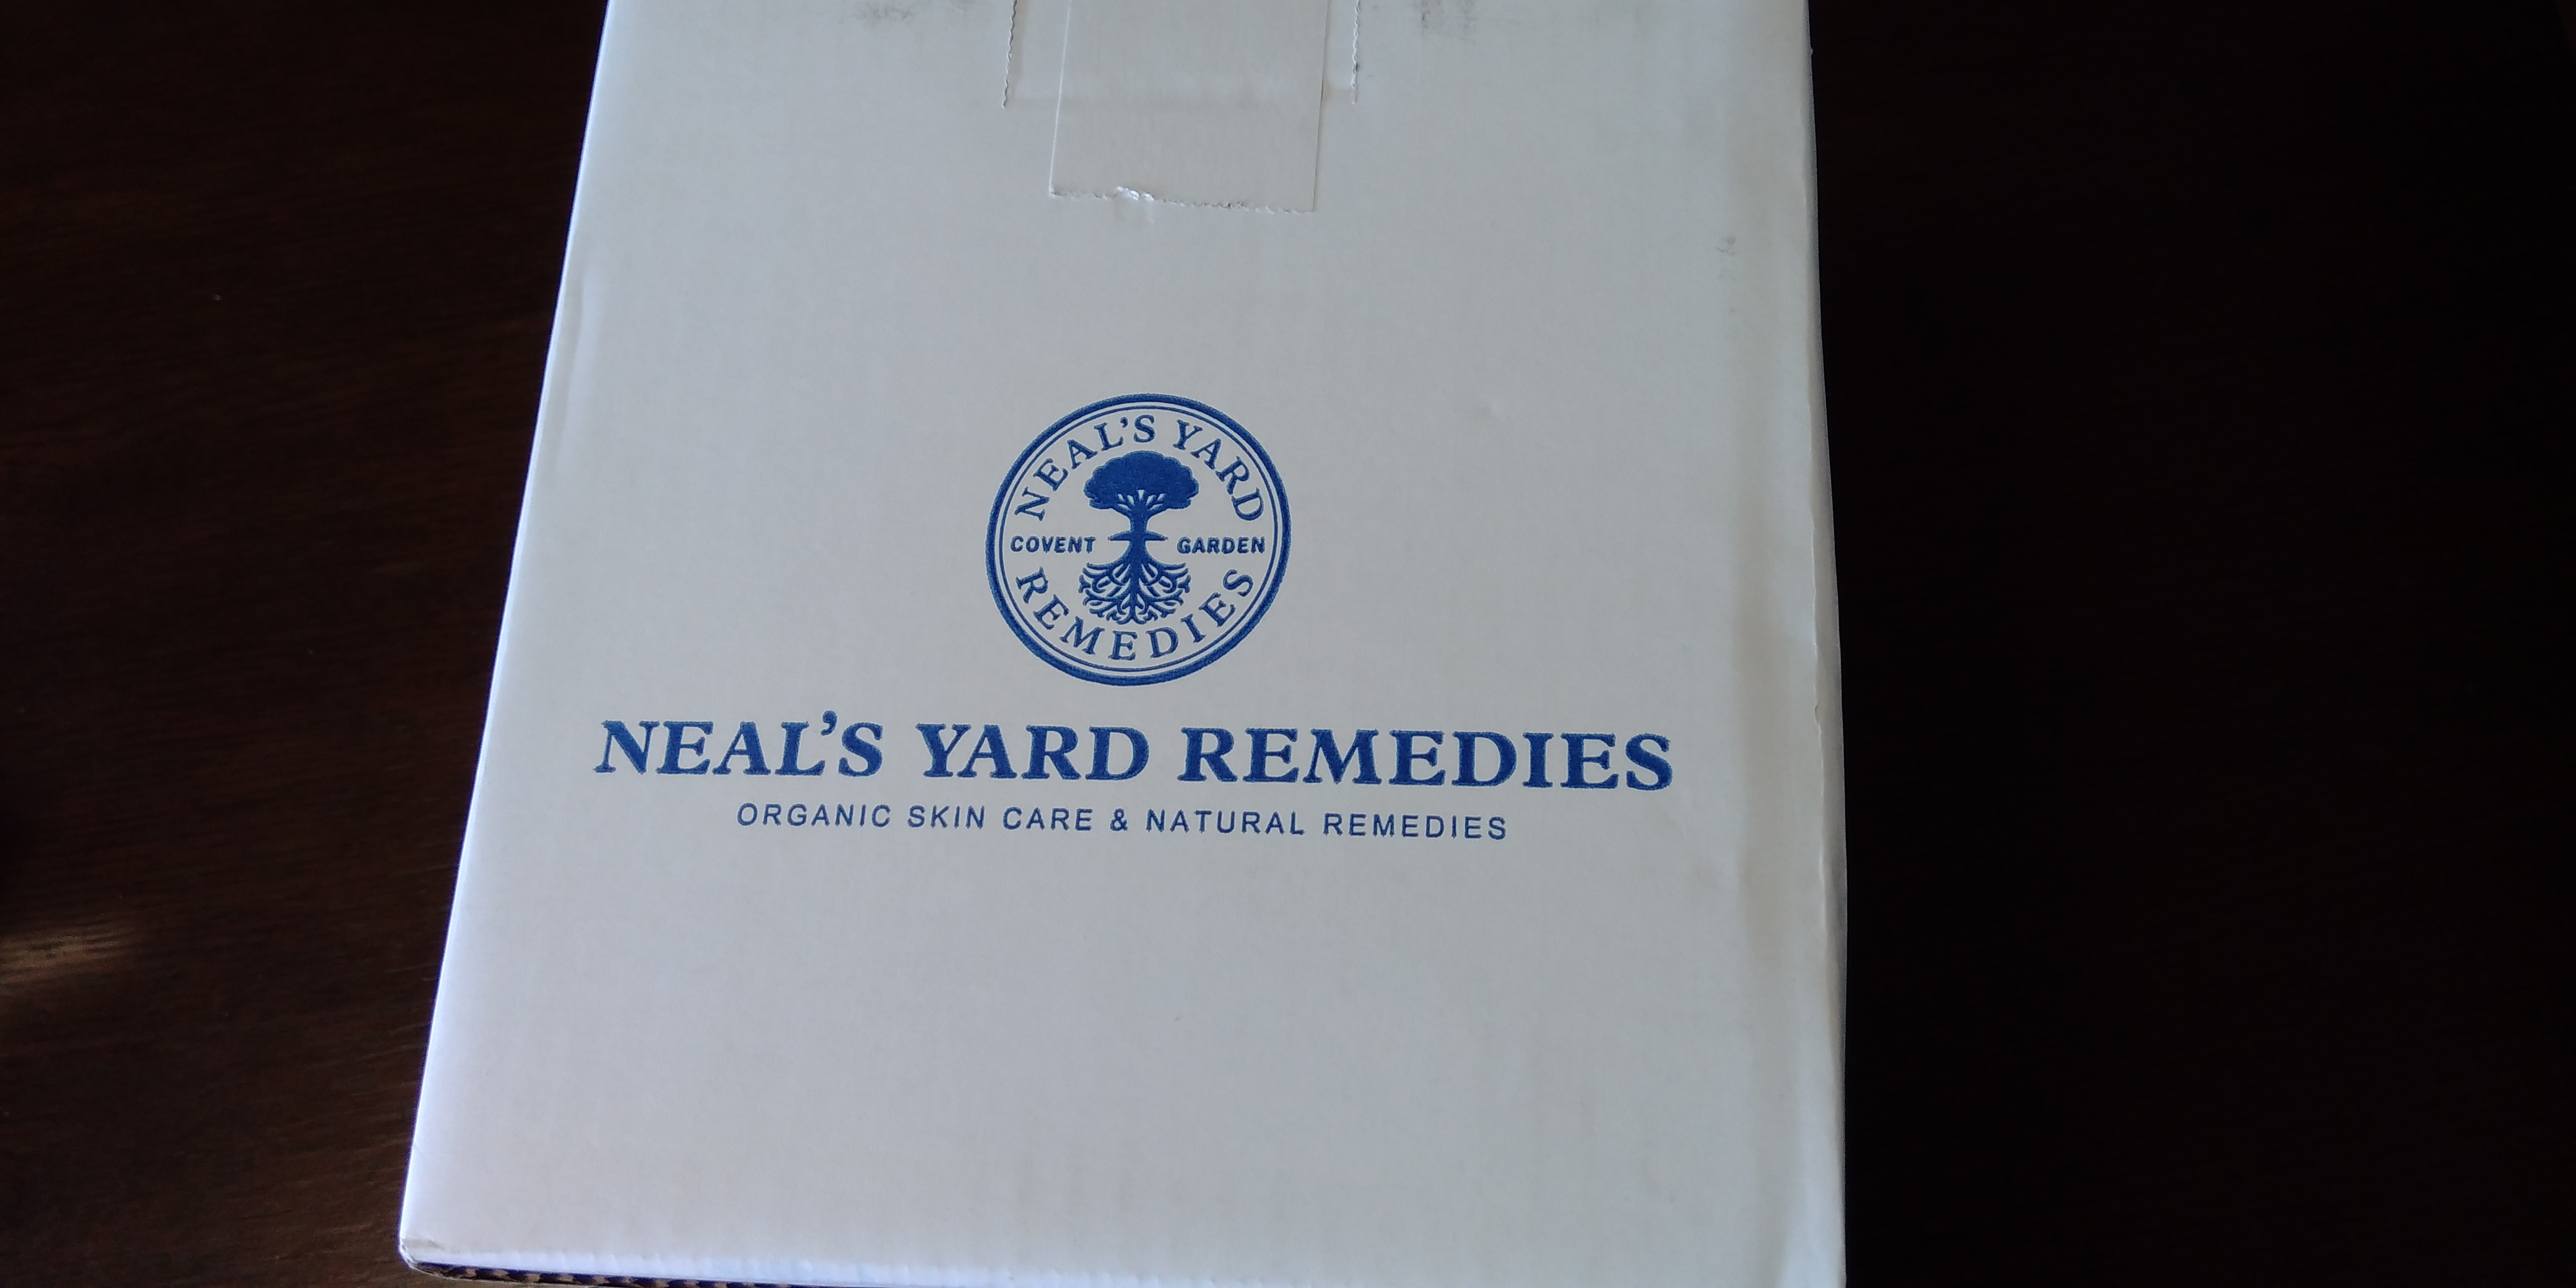 NEAL'S YARD
COVENT GARDEN
REMEDIES
NEAL'S YARD REMEDIES
ORGANIC SKIN CARE & NATURAL REMEDIES